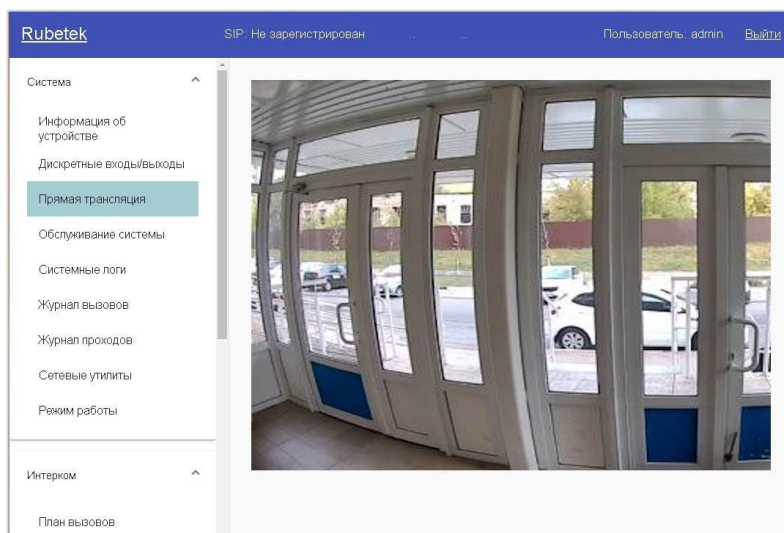 Rubetek
SIP: Не зарегистрирован .. ..
Пользователь: admin
Выйти
Система
Информация об
устройстве
Дискретные входы/выходы
Прямая трансляция
Обслуживание системы
Системные логи
Журнал вызовов
Журнал проходов
Сетевые утилиты
Режим работы
Интерком
План вызовов